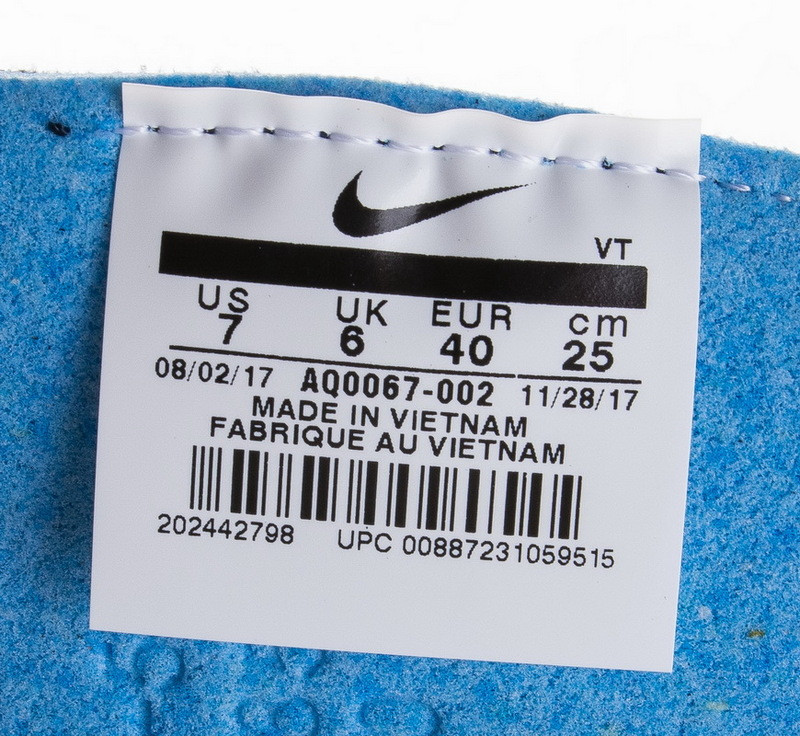 VT
US UK EUR cm
7 6 40 25
08/02/17 AQ0067-002 11/28/17
MADE IN VIETNAM
FABRIQUE AU VIETNAM
202442798 UPC 00887231059515